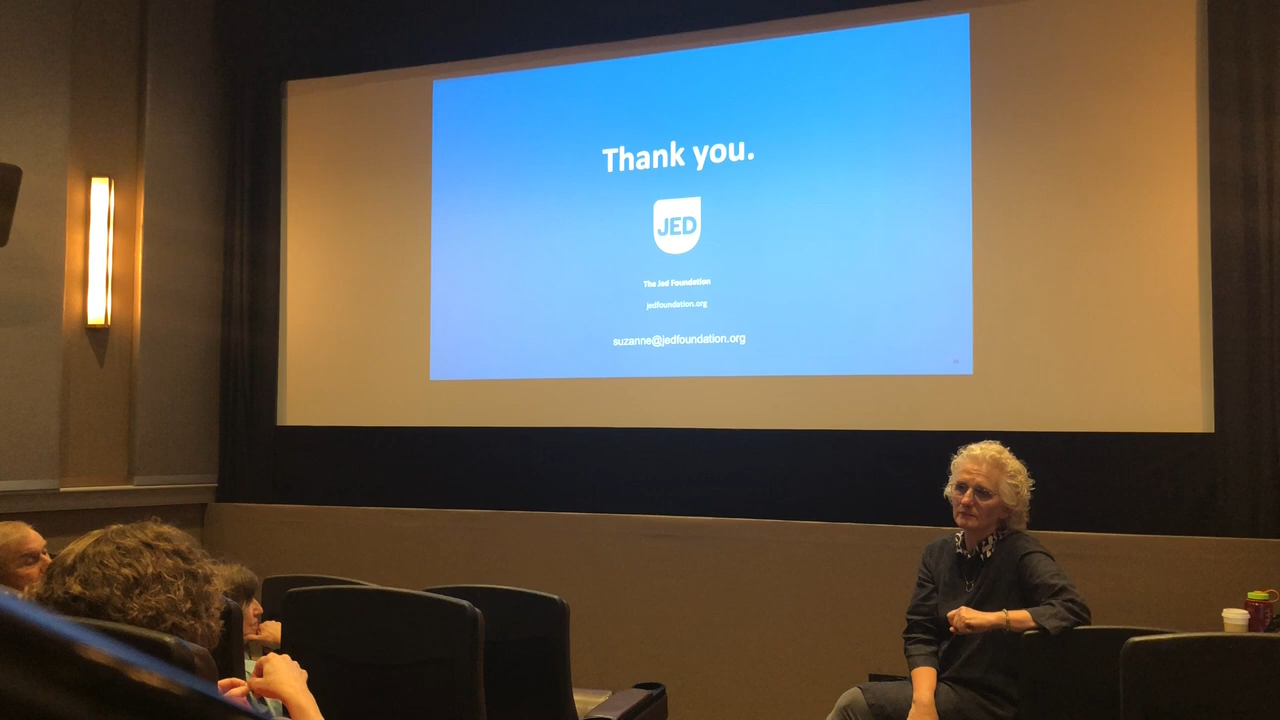 Thank you.
JED
The Jed Foundation
jedfoundation.org
suzanne@jedfoundation.org